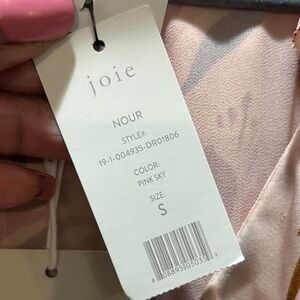 joie
NOUR
STYLE#:
19-1-004935-DR01806
COLOR:
PINK SKY
SIZE:
S